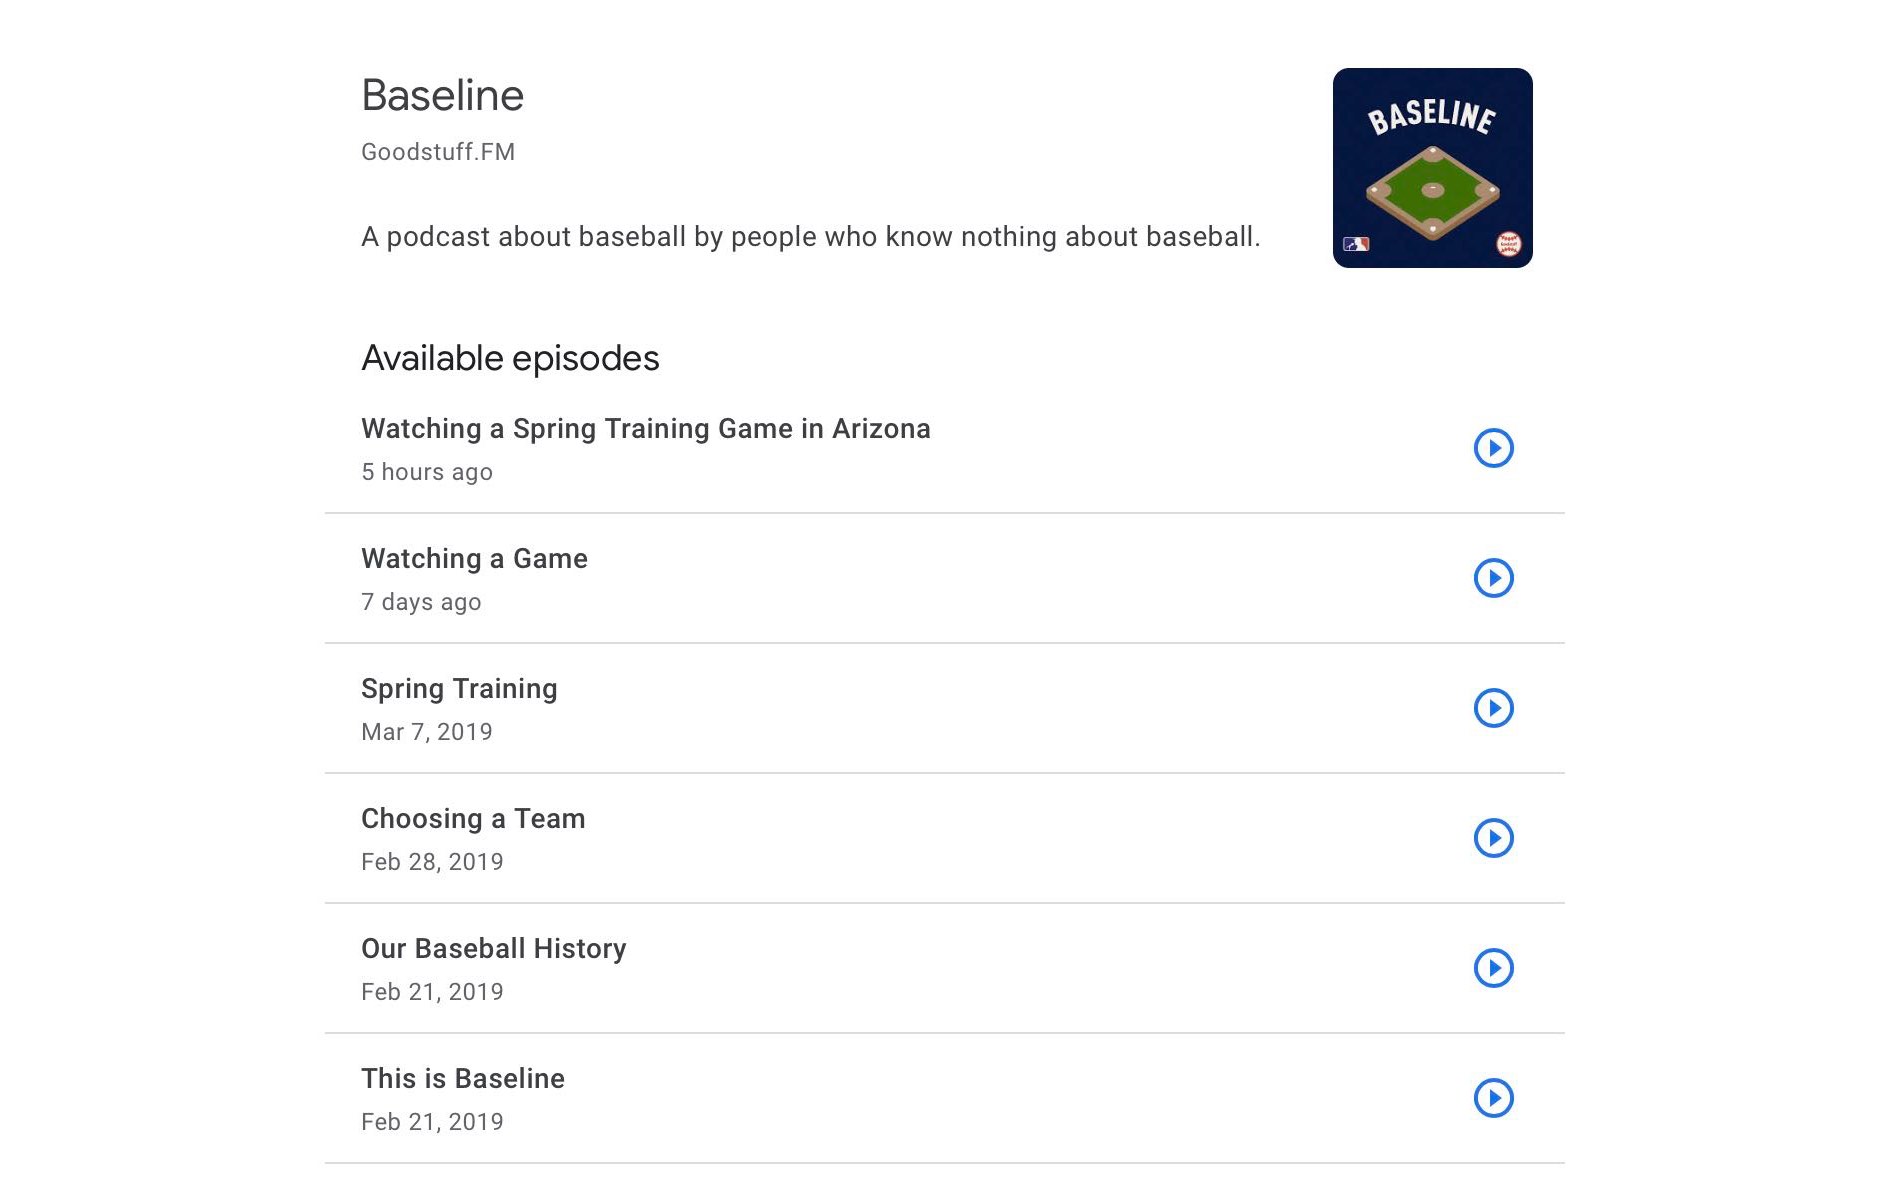 Baseline
Goodstuff.FM
A podcast about baseball by people who know nothing about baseball.
BASELINE
Available episodes
Watching a Spring Training Game in Arizona
5 hours ago
Watching a Game
7 days ago
Spring Training
Mar 7, 2019
Choosing a Team
Feb 28, 2019
Our Baseball History
Feb 21, 2019
This is Baseline
Feb 21, 2019